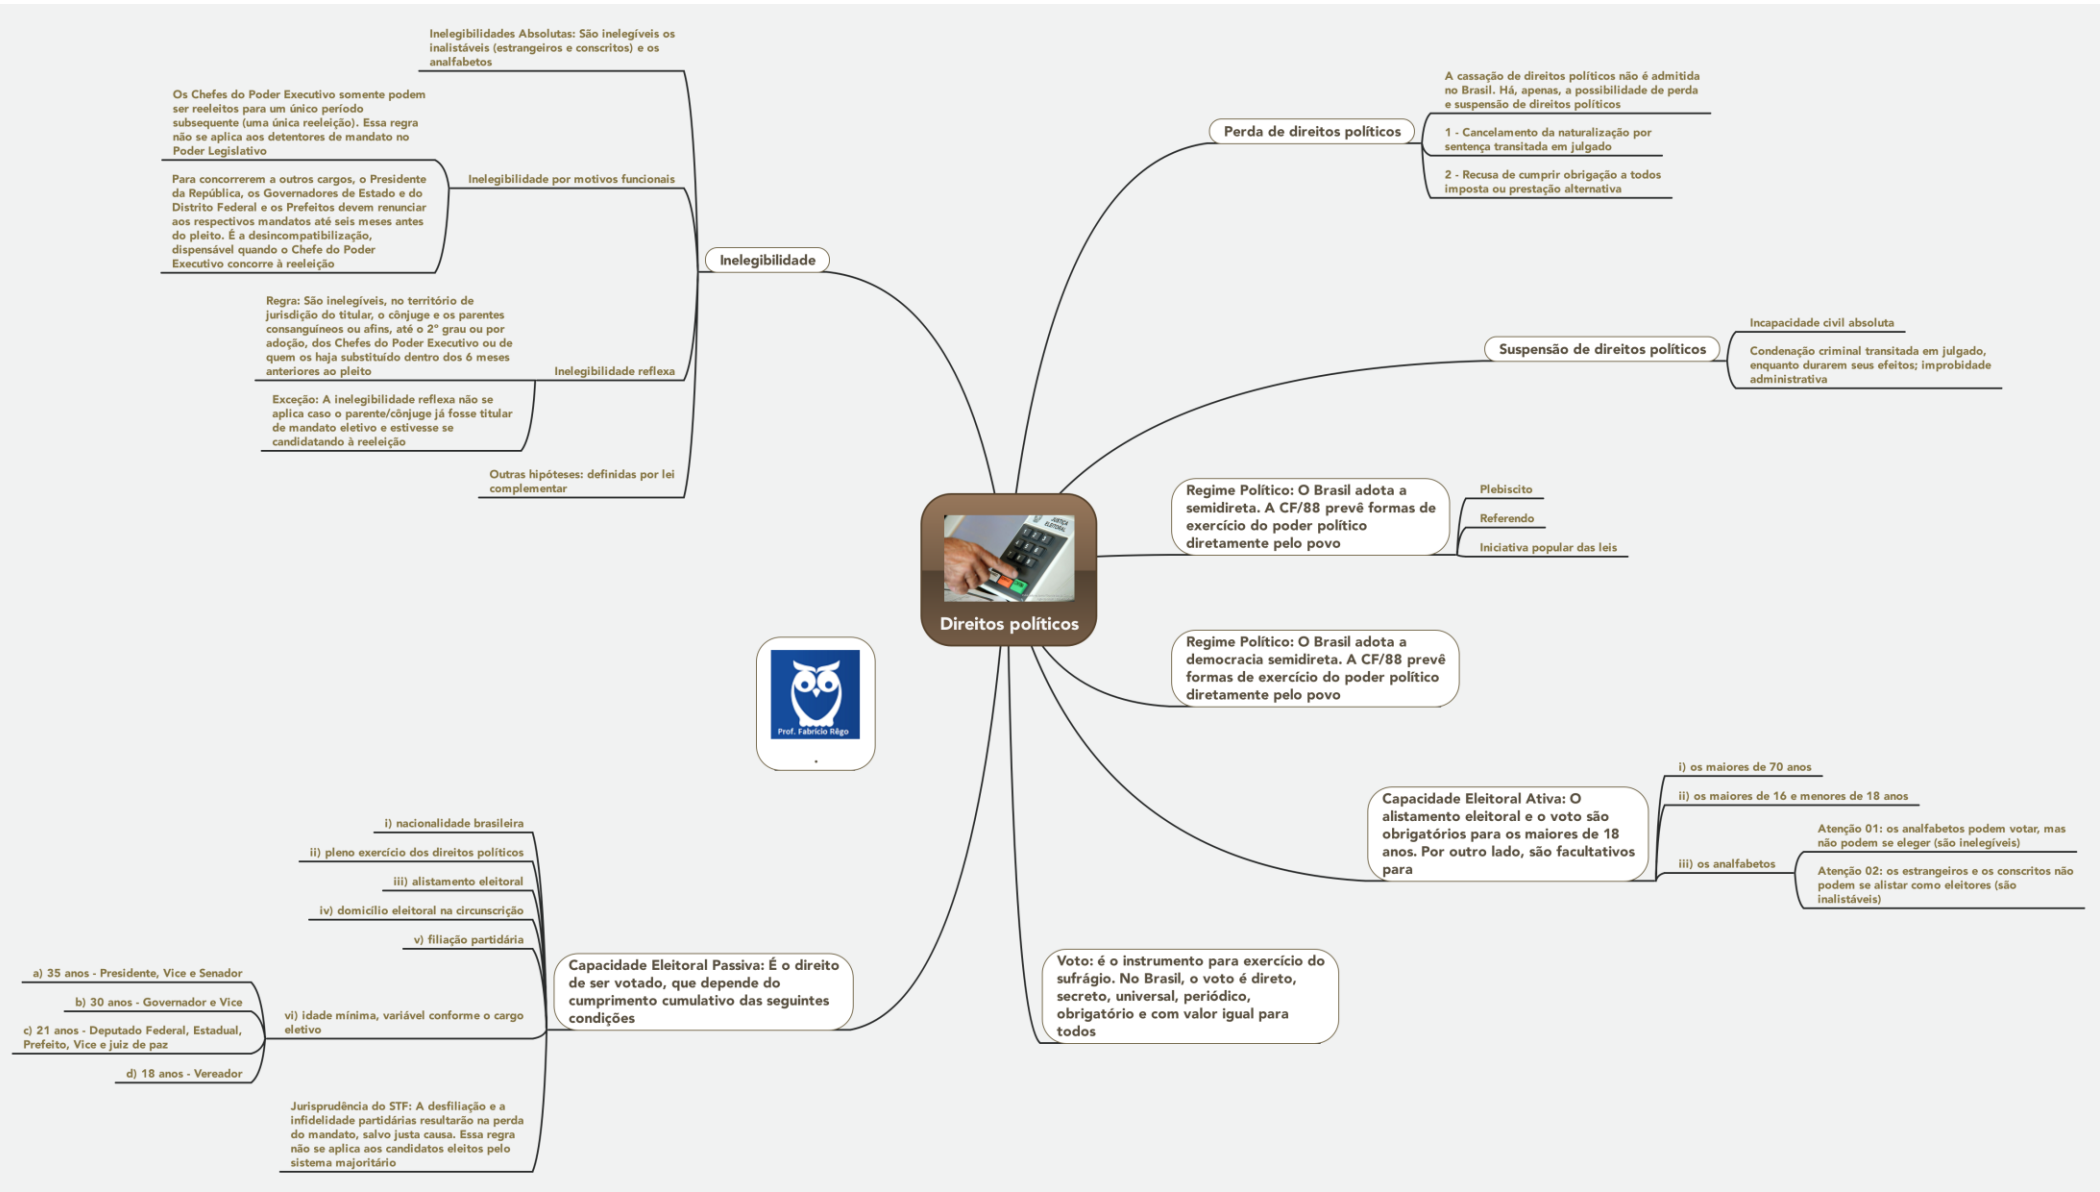 Inelegibilidades Absolutas: São inelegíveis os
inalistáveis (estrangeiros e conscritos) e os
analfabetos
Os Chefes do Poder Executivo somente podem
ser reeleitos para um único período
subsequente (uma única reeleição). Essa regra
não se aplica aos detentores de mandato no
Poder Legislativo
Para concorrerem a outros cargos, o Presidente
da República, os Governadores de Estado e do
Distrito Federal e os Prefeitos devem renunciar
aos respectivos mandatos até seis meses antes
do pleito. É a desincompatibilização,
dispensável quando o Chefe do Poder
Executivo concorre à reeleição
Inelegibilidade por motivos funcionais
Inelegibilidade
Regra: São inelegíveis, no território de
jurisdição do titular, o cônjuge e os parentes
consanguíneos ou afins, até o 2º grau ou por
adoção, dos Chefes do Poder Executivo ou de
quem os haja substituído dentro dos 6 meses
anteriores ao pleito
Inelegibilidade reflexa
Exceção: A inelegibilidade reflexa não se
aplica caso o parente/cônjuge já fosse titular
de mandato eletivo e estivesse se
candidatando à reeleição
Outras hipóteses: definidas por lei
complementar
Perda de direitos políticos
A cassação de direitos políticos não é admitida
no Brasil. Há, apenas, a possibilidade de perda
e suspensão de direitos políticos
1 - Cancelamento da naturalização por
sentença transitada em julgado
2 - Recusa de cumprir obrigação a todos
imposta ou prestação alternativa
Suspensão de direitos políticos
Incapacidade civil absoluta
Condenação criminal transitada em julgado,
enquanto durarem seus efeitos; improbidade
administrativa
Regime Político: O Brasil adota a
semidireta. A CF/88 prevê formas de
exercício do poder político
diretamente pelo povo
Plebiscito
Referendo
Iniciativa popular das leis
JUSTIÇA
ELEITORAL
Direitos políticos
Regime Político: O Brasil adota a
democracia semidireta. A CF/88 prevê
formas de exercício do poder político
diretamente pelo povo
Prof. Fabrício Rêgo
.
Capacidade Eleitoral Ativa: O
alistamento eleitoral e o voto são
obrigatórios para os maiores de 18
anos. Por outro lado, são facultativos
para
i) os maiores de 70 anos
ii) os maiores de 16 e menores de 18 anos
iii) os analfabetos
Atenção 01: os analfabetos podem votar, mas
não podem se eleger (são inelegíveis)
Atenção 02: os estrangeiros e os conscritos não
podem se alistar como eleitores (são
inalistáveis)
Voto: é o instrumento para exercício do
sufrágio. No Brasil, o voto é direto,
secreto, universal, periódico,
obrigatório e com valor igual para
todos
Capacidade Eleitoral Passiva: É o direito
de ser votado, que depende do
cumprimento cumulativo das seguintes
condições
i) nacionalidade brasileira
ii) pleno exercício dos direitos políticos
iii) alistamento eleitoral
iv) domicílio eleitoral na circunscrição
v) filiação partidária
vi) idade mínima, variável conforme o cargo
eletivo
a) 35 anos - Presidente, Vice e Senador
b) 30 anos - Governador e Vice
c) 21 anos - Deputado Federal, Estadual,
Prefeito, Vice e juiz de paz
d) 18 anos - Vereador
Jurisprudência do STF: A desfiliação e a
infidelidade partidárias resultarão na perda
do mandato, salvo justa causa. Essa regra
não se aplica aos candidatos eleitos pelo
sistema majoritário